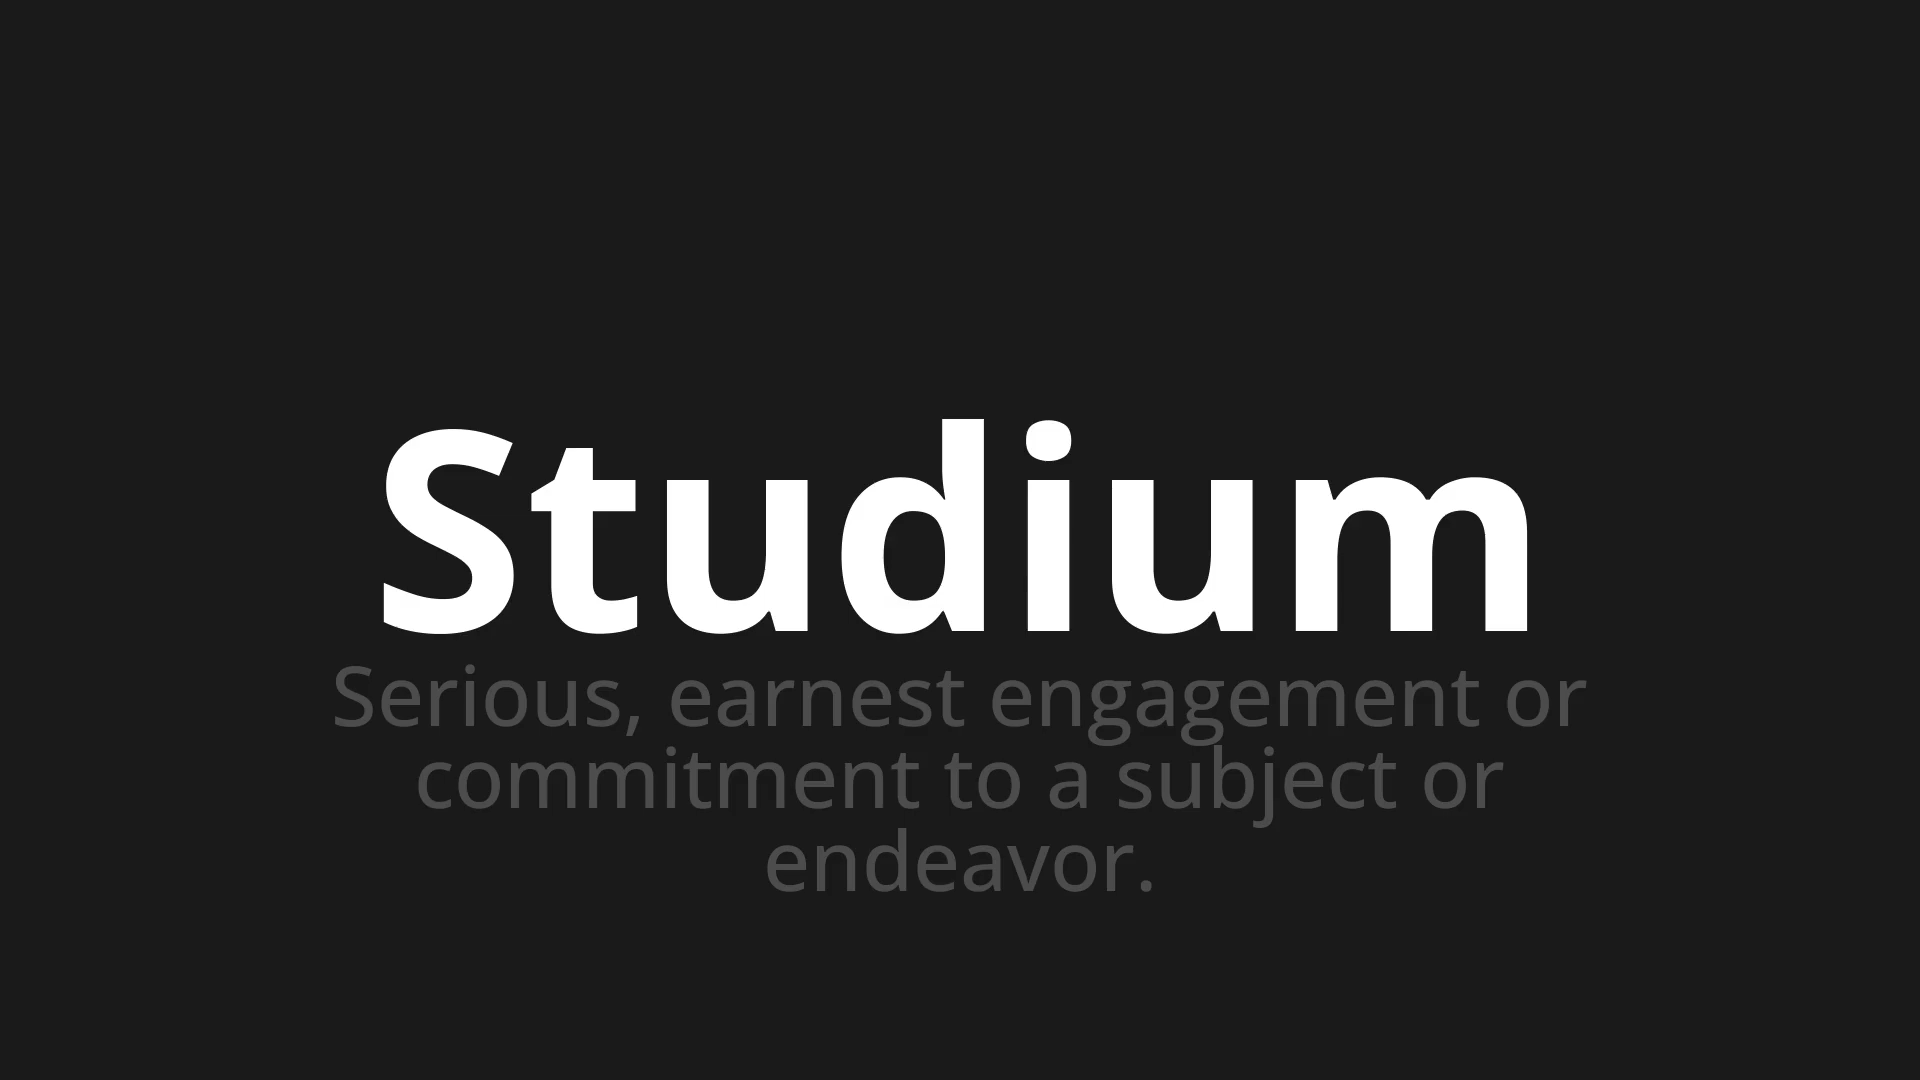 Studium
Serious, earnest engagement or
commitment to a subject or
endeavor.